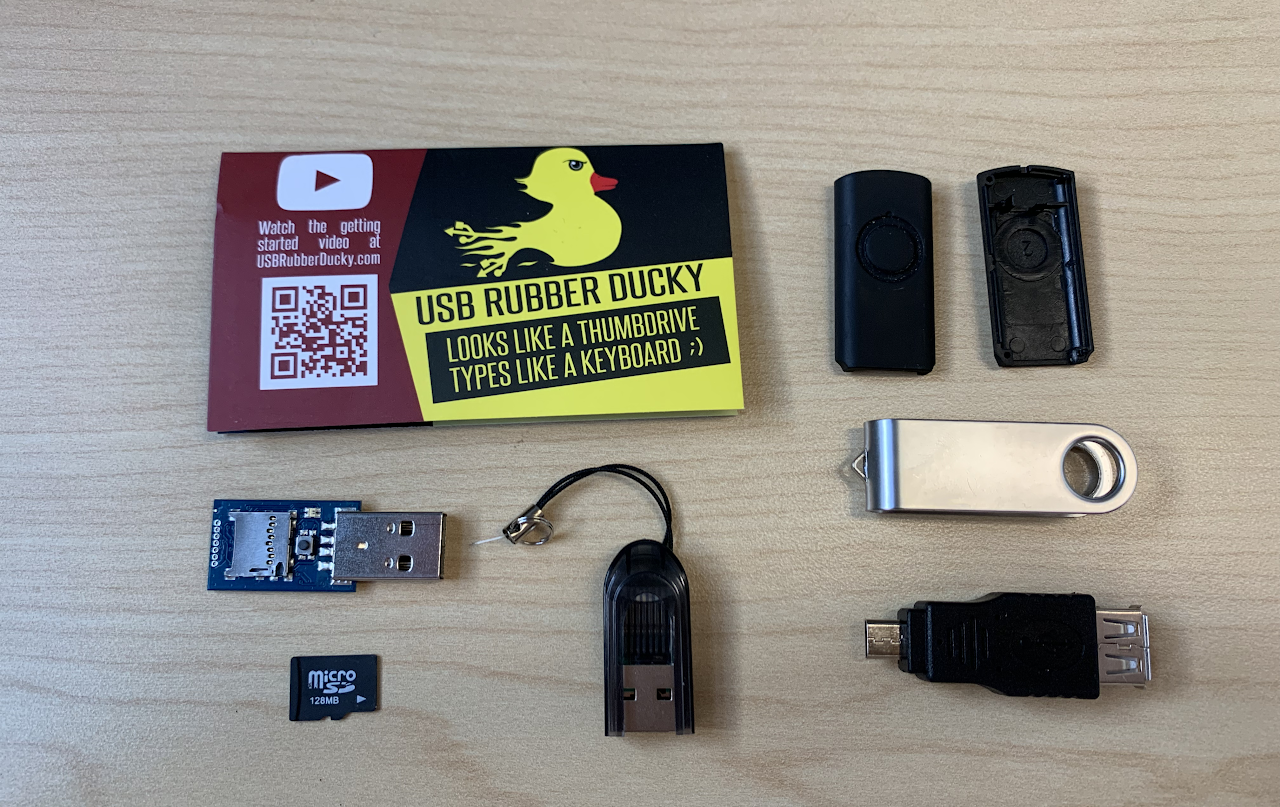 Watch the getting
started video at
USBRubberDucky.com
USB RUBBER DUCKY
LOOKS LIKE A THUMBDRIVE
TYPES LIKE A KEYBOARD ;)
2
micro
SD
128MB